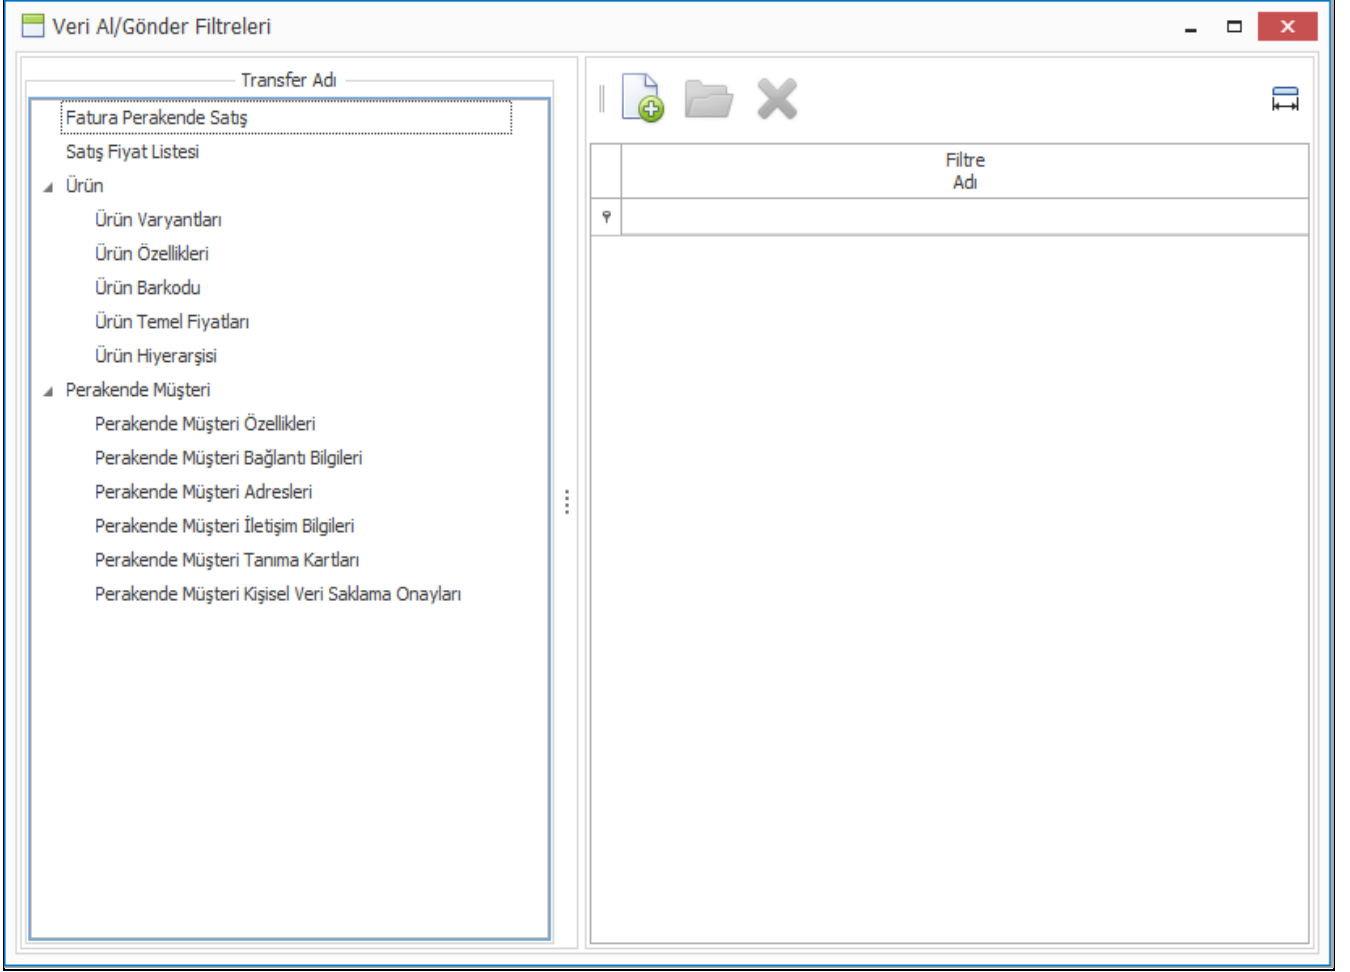 Veri Al/Gönder Filtreleri
Transfer Adı
Fatura Perakende Satış
Satış Fiyat Listesi
Ürün
Ürün Varyantları
Ürün Özellikleri
Ürün Barkodu
Ürün Temel Fiyatları
Ürün Hiyerarşisi
Perakende Müşteri
Perakende Müşteri Özellikleri
Perakende Müşteri Bağlantı Bilgileri
Perakende Müşteri Adresleri
Perakende Müşteri İletişim Bilgileri
Perakende Müşteri Tanıma Kartları
Perakende Müşteri Kişisel Veri Saklama Onayları
Filtre
Adı